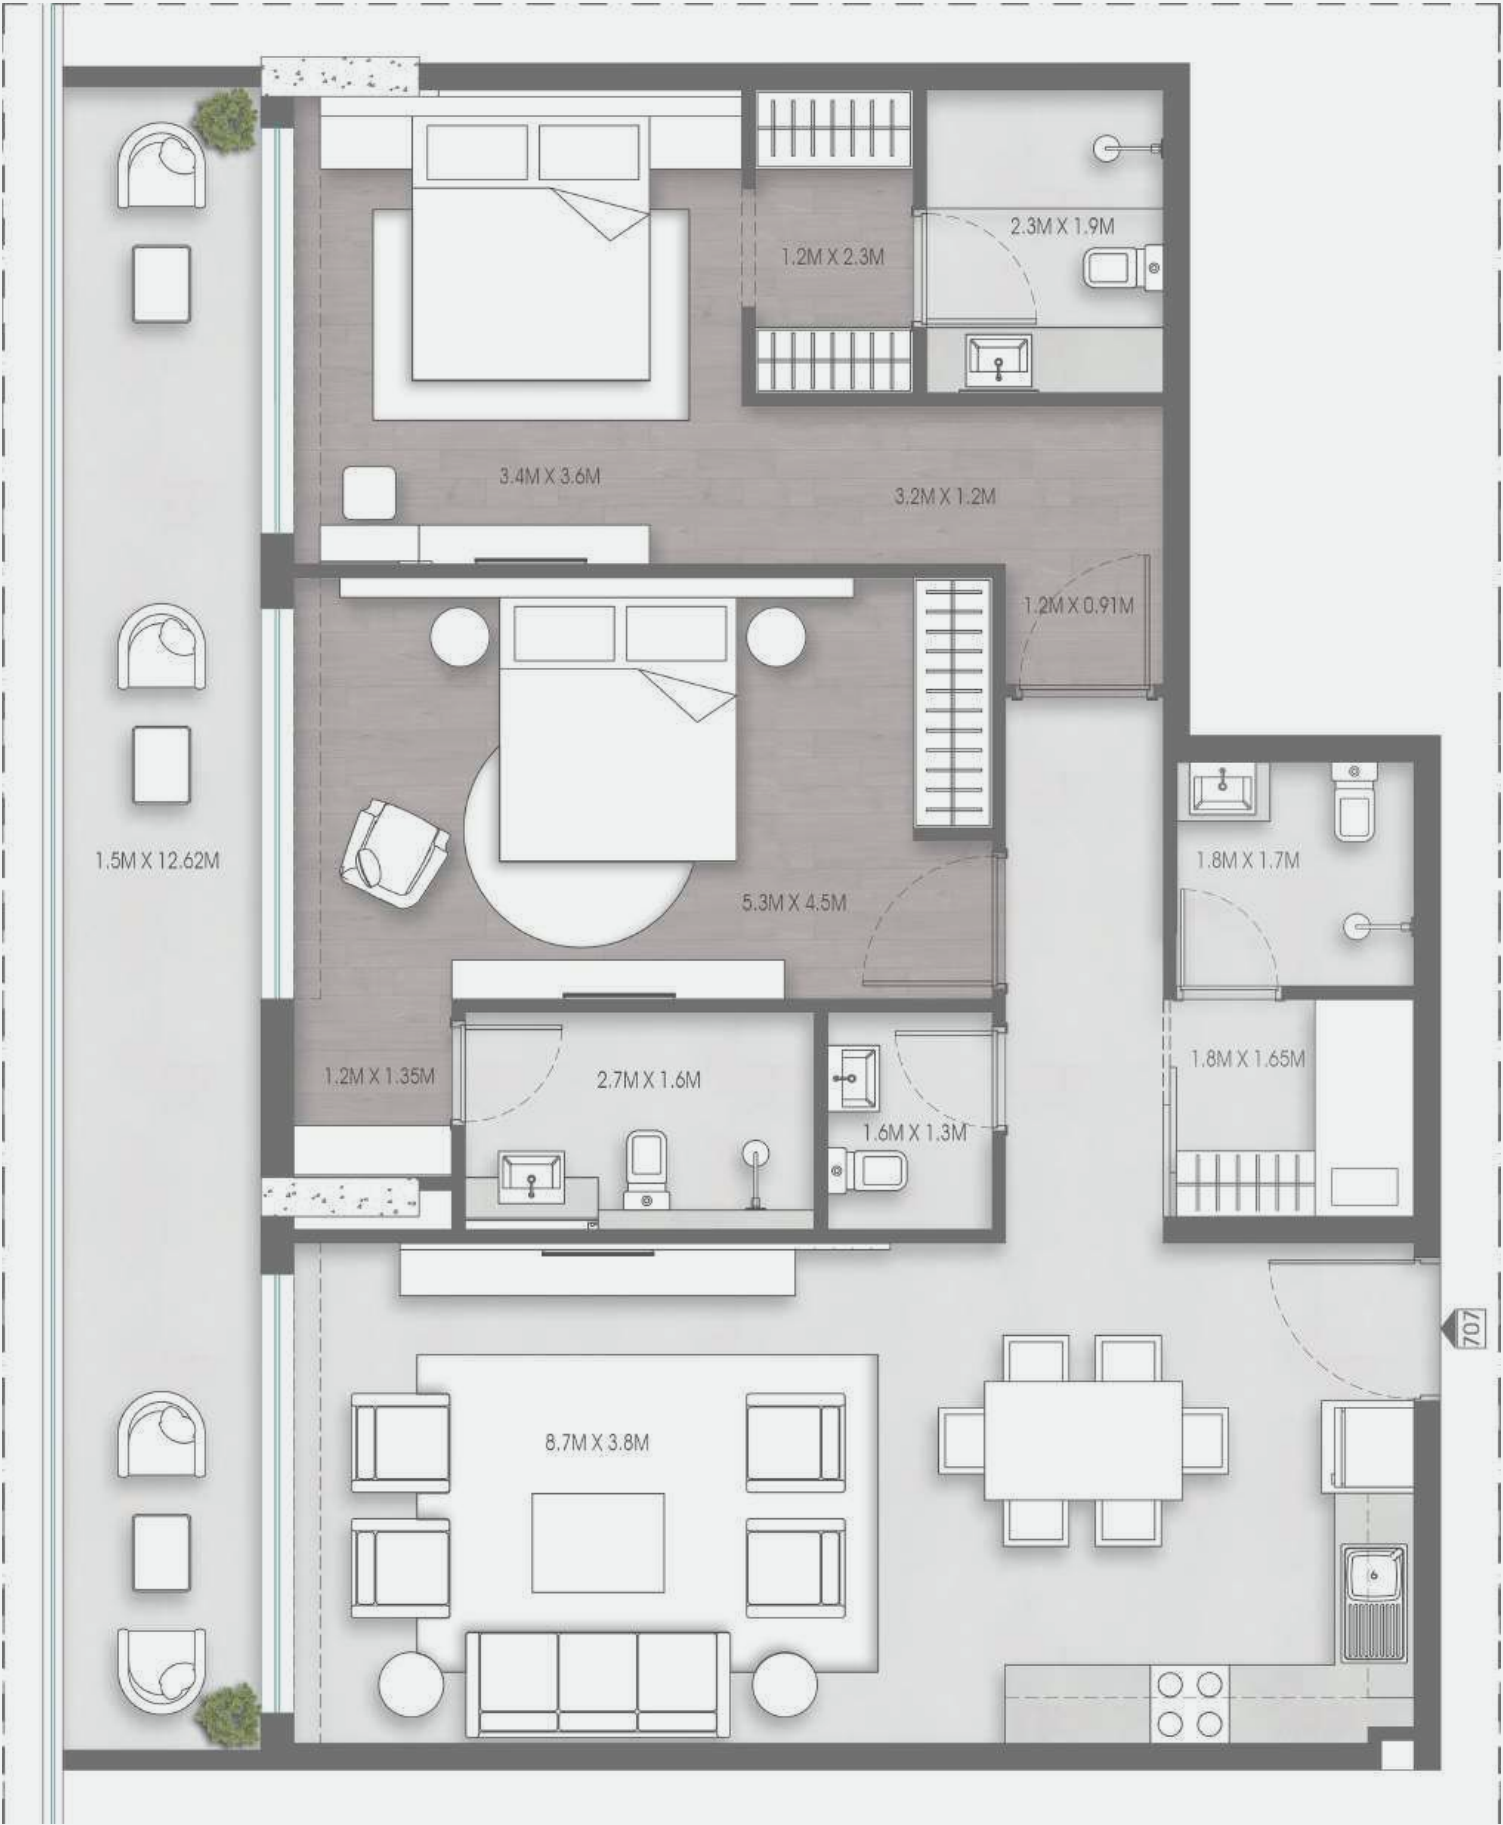 2.3M X 1.9M
1.2M X 2.3M
3.4M X 3.6M
3.2M X 1.2M
1.2M X 0.91M
1.5M X 12.62M
1.8M X 1.7M
5.3M X 4.5M
1.8M X 1.65M
1.2M X 1.35M
2.7M X 1.6M
1.6M X 1.3M
707
8.7M X 3.8M